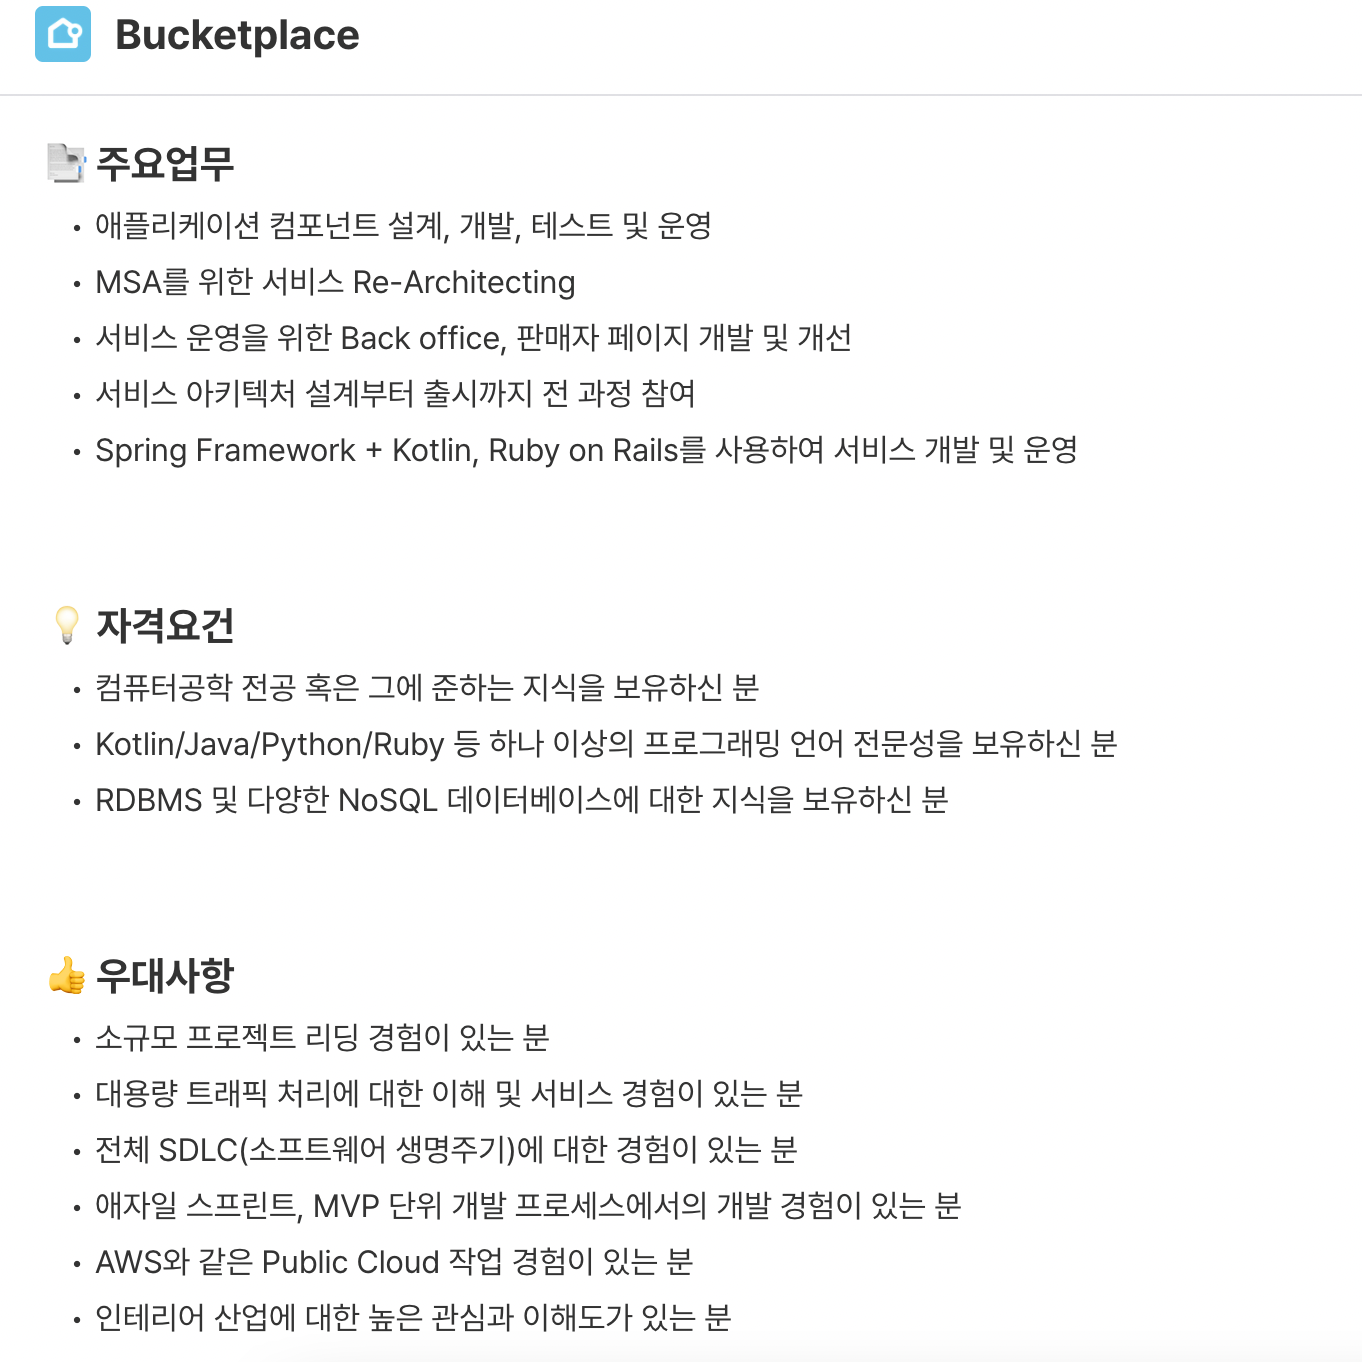 Bucketplace
주요업무
• 애플리케이션 컴포넌트 설계, 개발, 테스트 및 운영
• MSA를 위한 서비스 Re-Architecting
• 서비스 운영을 위한 Back office, 판매자 페이지 개발 및 개선
• 서비스 아키텍처 설계부터 출시까지 전 과정 참여
• Spring Framework + Kotlin, Ruby on Rails를 사용하여 서비스 개발 및 운영
자격요건
• 컴퓨터공학 전공 혹은 그에 준하는 지식을 보유하신 분
• Kotlin/Java/Python/Ruby 등 하나 이상의 프로그래밍 언어 전문성을 보유하신 분
• RDBMS 및 다양한 NoSQL 데이터베이스에 대한 지식을 보유하신 분
우대사항
• 소규모 프로젝트 리딩 경험이 있는 분
• 대용량 트래픽 처리에 대한 이해 및 서비스 경험이 있는 분
• 전체 SDLC(소프트웨어 생명주기)에 대한 경험이 있는 분
• 애자일 스프린트, MVP 단위 개발 프로세스에서의 개발 경험이 있는 분
• AWS와 같은 Public Cloud 작업 경험이 있는 분
• 인테리어 산업에 대한 높은 관심과 이해도가 있는 분